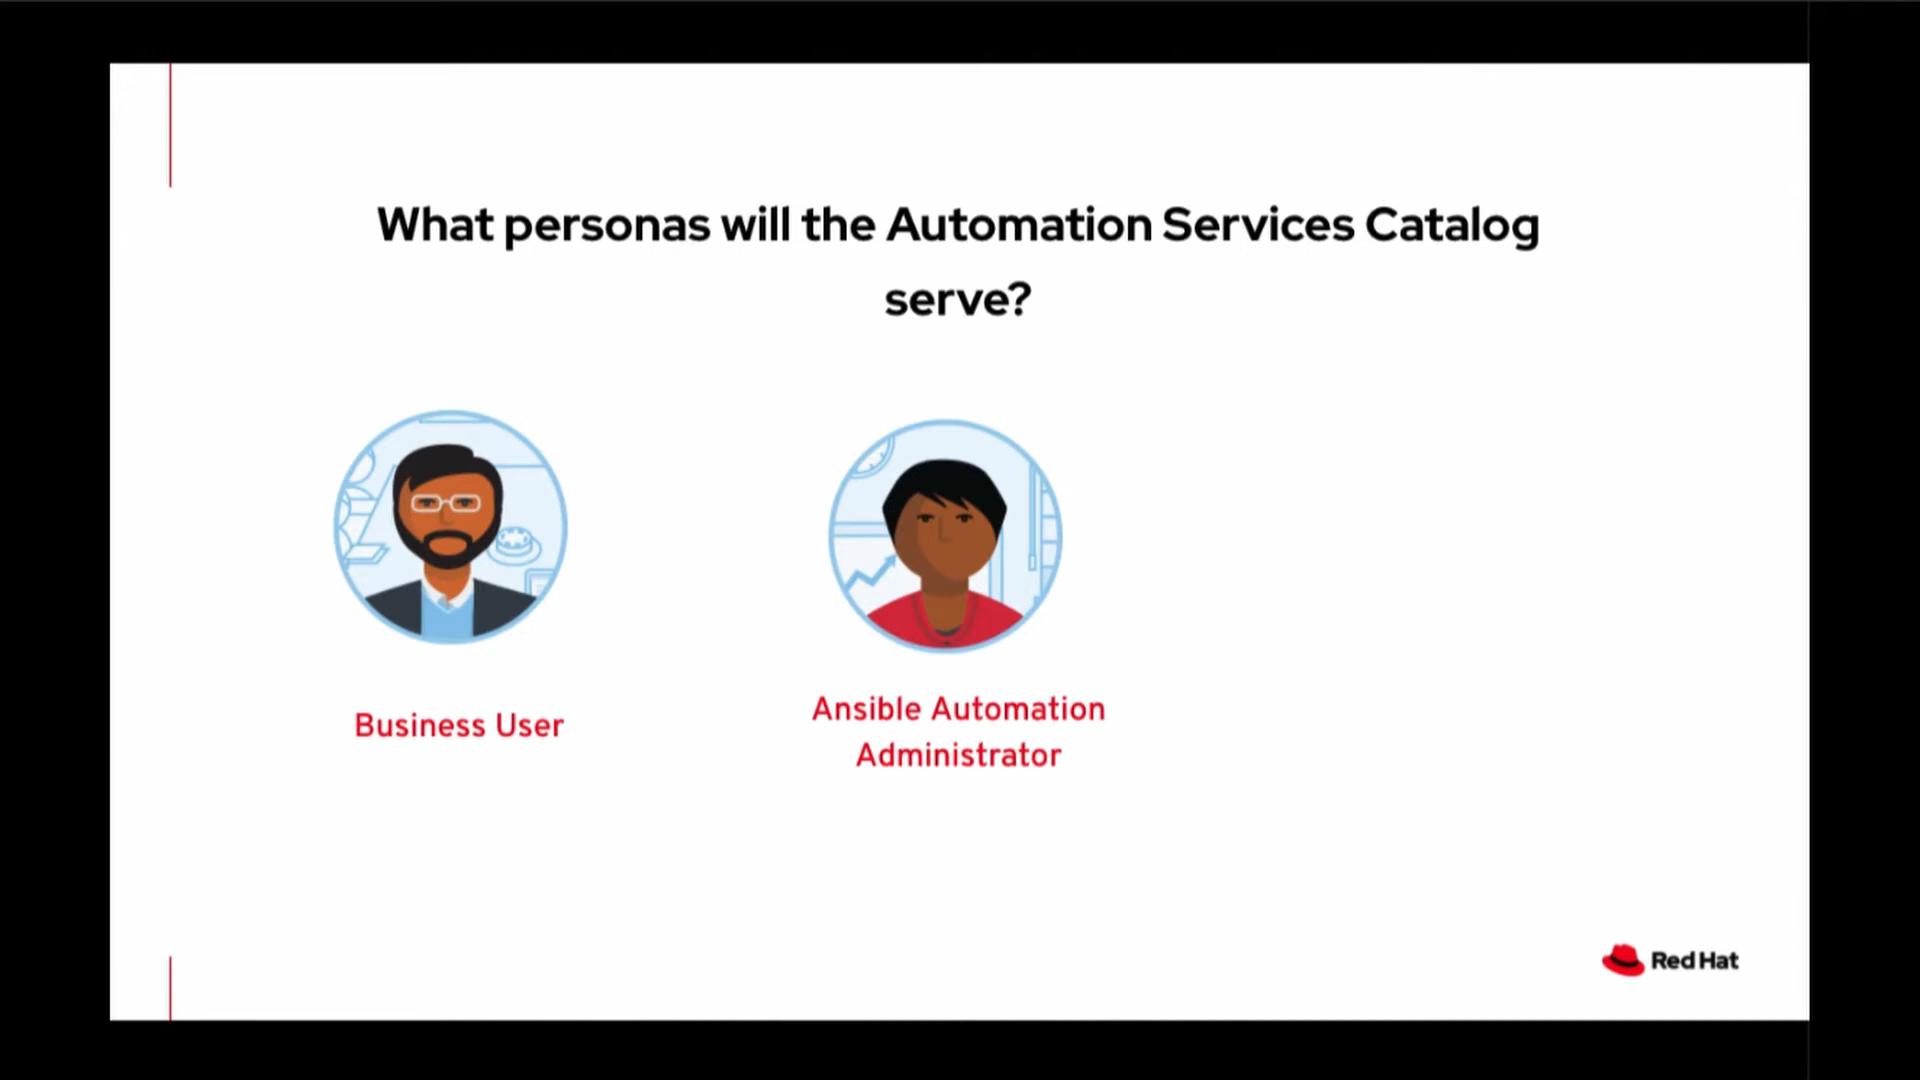 What personas will the Automation Services Catalog
serve?
Business User
Ansible Automation
Administrator
Red Hat